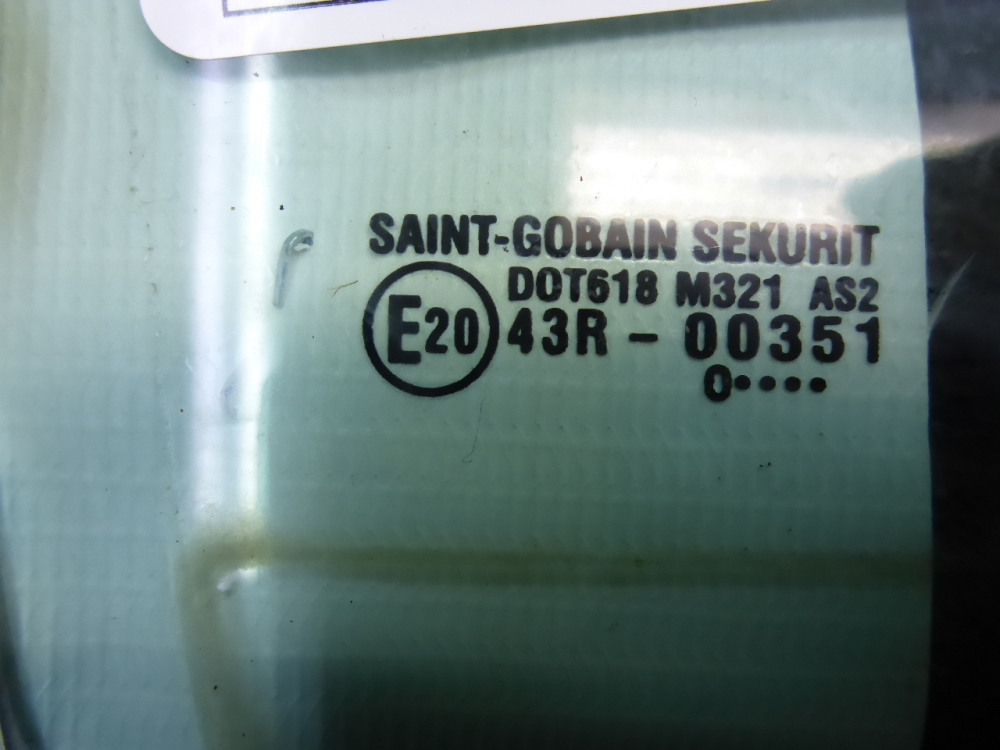 SAINT-GOBAIN SEKURIT
DOT618 M321 AS2
E20 43R - 00351
0••••